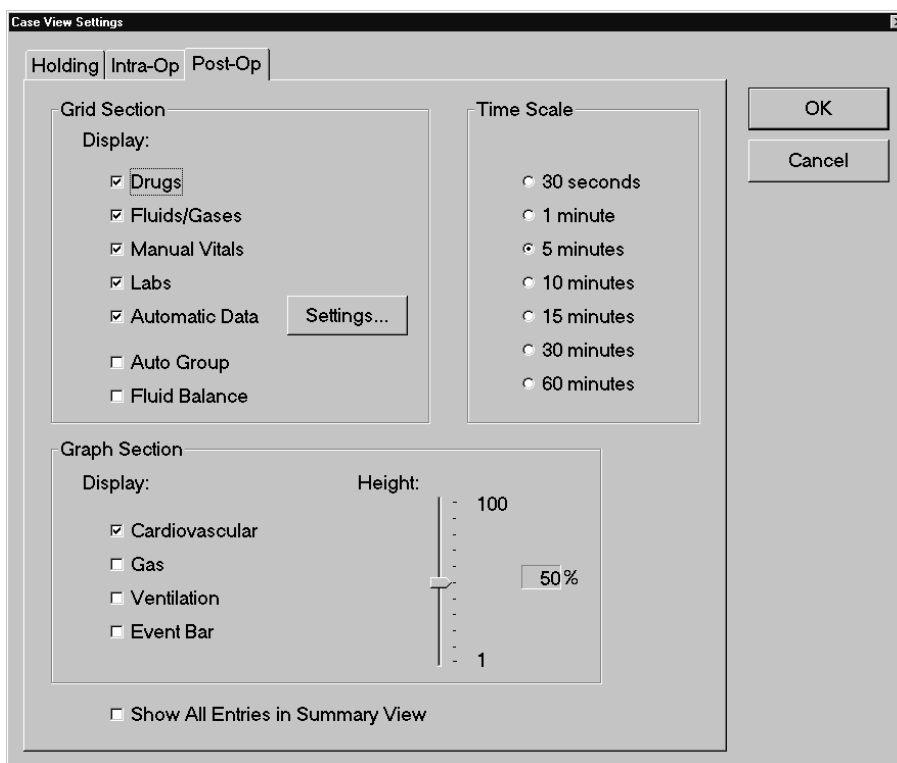 Case View Settings
Holding Intra-Op Post-Op
Grid Section
Display:
Drugs
Fluids/Gases
Manual Vitals
Labs
Automatic Data Settings...
Auto Group
Fluid Balance
Time Scale
30 seconds
1 minute
5 minutes
10 minutes
15 minutes
30 minutes
60 minutes
OK
Cancel
Graph Section
Display:
Cardiovascular
Gas
Ventilation
Event Bar
Height:
100
50%
1
Show All Entries in Summary View